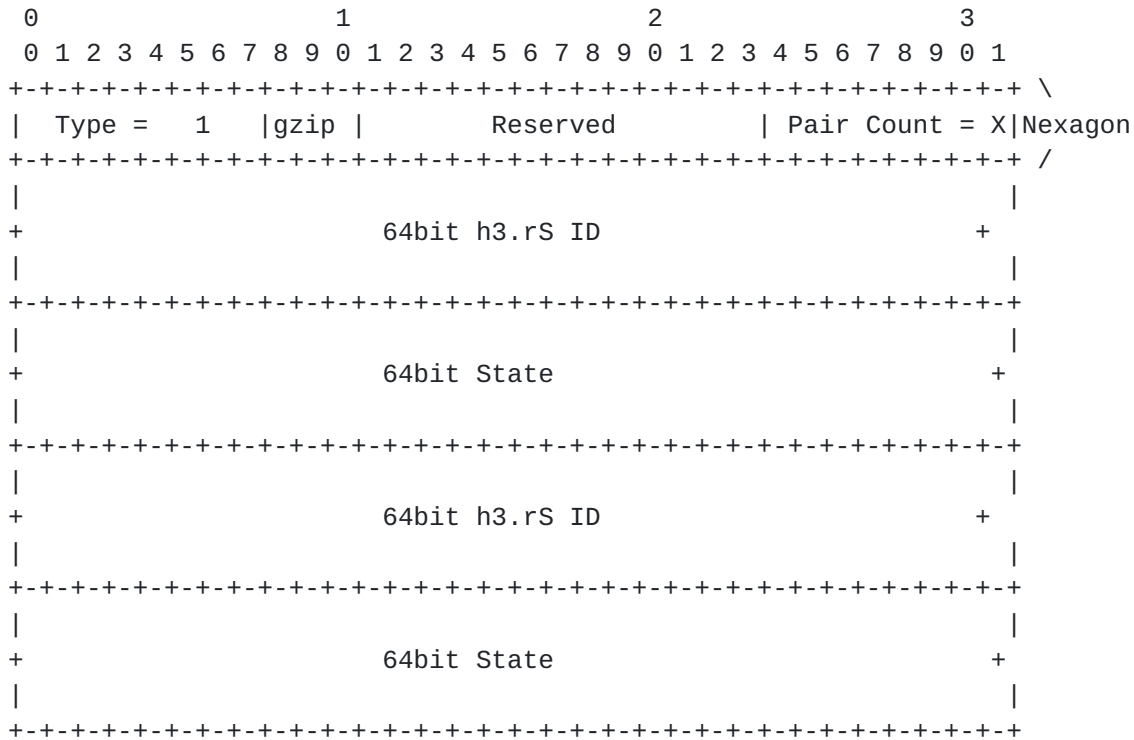 0                   1                   2                   3
 0 1 2 3 4 5 6 7 8 9 0 1 2 3 4 5 6 7 8 9 0 1 2 3 4 5 6 7 8 9 0 1
+-+-+-+-+-+-+-+-+-+-+-+-+-+-+-+-+-+-+-+-+-+-+-+-+-+-+-+-+-+-+-+-+ \
|  Type =   1   |gzip |        Reserved         | Pair Count = X|Nexagon
+-+-+-+-+-+-+-+-+-+-+-+-+-+-+-+-+-+-+-+-+-+-+-+-+-+-+-+-+-+-+-+-+ /
|                                                               |
+                       64bit h3.rS ID                        +
|                                                               |
+-+-+-+-+-+-+-+-+-+-+-+-+-+-+-+-+-+-+-+-+-+-+-+-+-+-+-+-+-+-+-+-+
|                                                               |
+                       64bit State                            +
|                                                               |
+-+-+-+-+-+-+-+-+-+-+-+-+-+-+-+-+-+-+-+-+-+-+-+-+-+-+-+-+-+-+-+-+
|                                                               |
+                       64bit h3.rS ID                        +
|                                                               |
+-+-+-+-+-+-+-+-+-+-+-+-+-+-+-+-+-+-+-+-+-+-+-+-+-+-+-+-+-+-+-+-+
|                                                               |
+                       64bit State                            +
|                                                               |
+-+-+-+-+-+-+-+-+-+-+-+-+-+-+-+-+-+-+-+-+-+-+-+-+-+-+-+-+-+-+-+-+